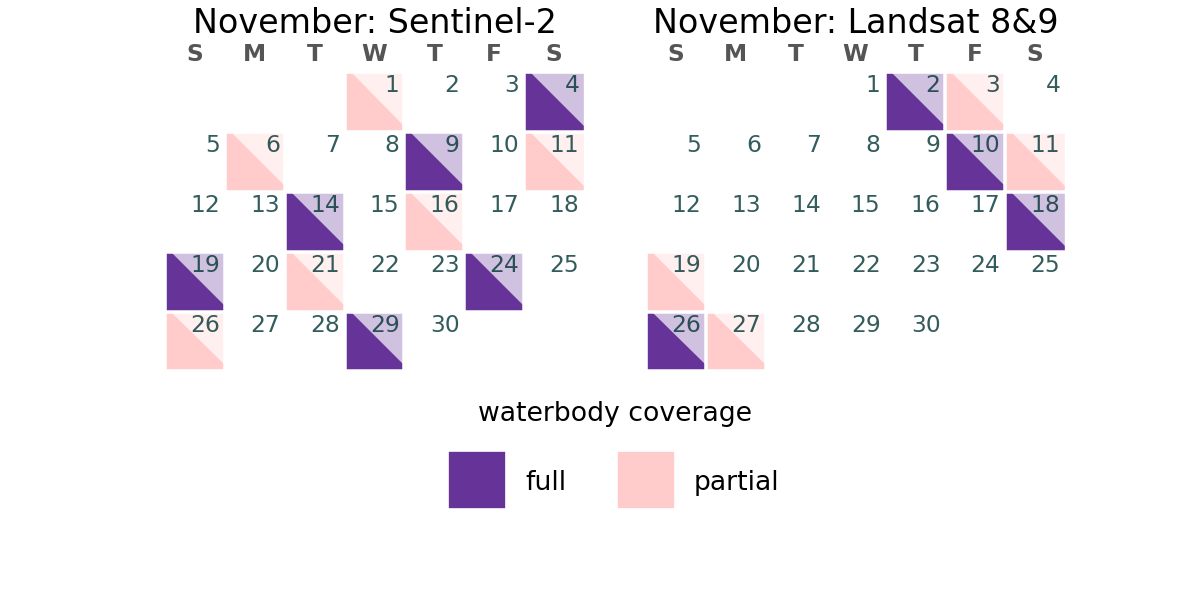 November: Sentinel-2
S M T W T F S
1 2 3 4
5 6 7 8 9 10 11
12 13 14 15 16 17 18
19 20 21 22 23 24 25
26 27 28 29 30
November: Landsat 8&9
S M T W T F S
1 2 3 4
5 6 7 8 9 10 11
12 13 14 15 16 17 18
19 20 21 22 23 24 25
26 27 28 29 30
waterbody coverage
full
partial